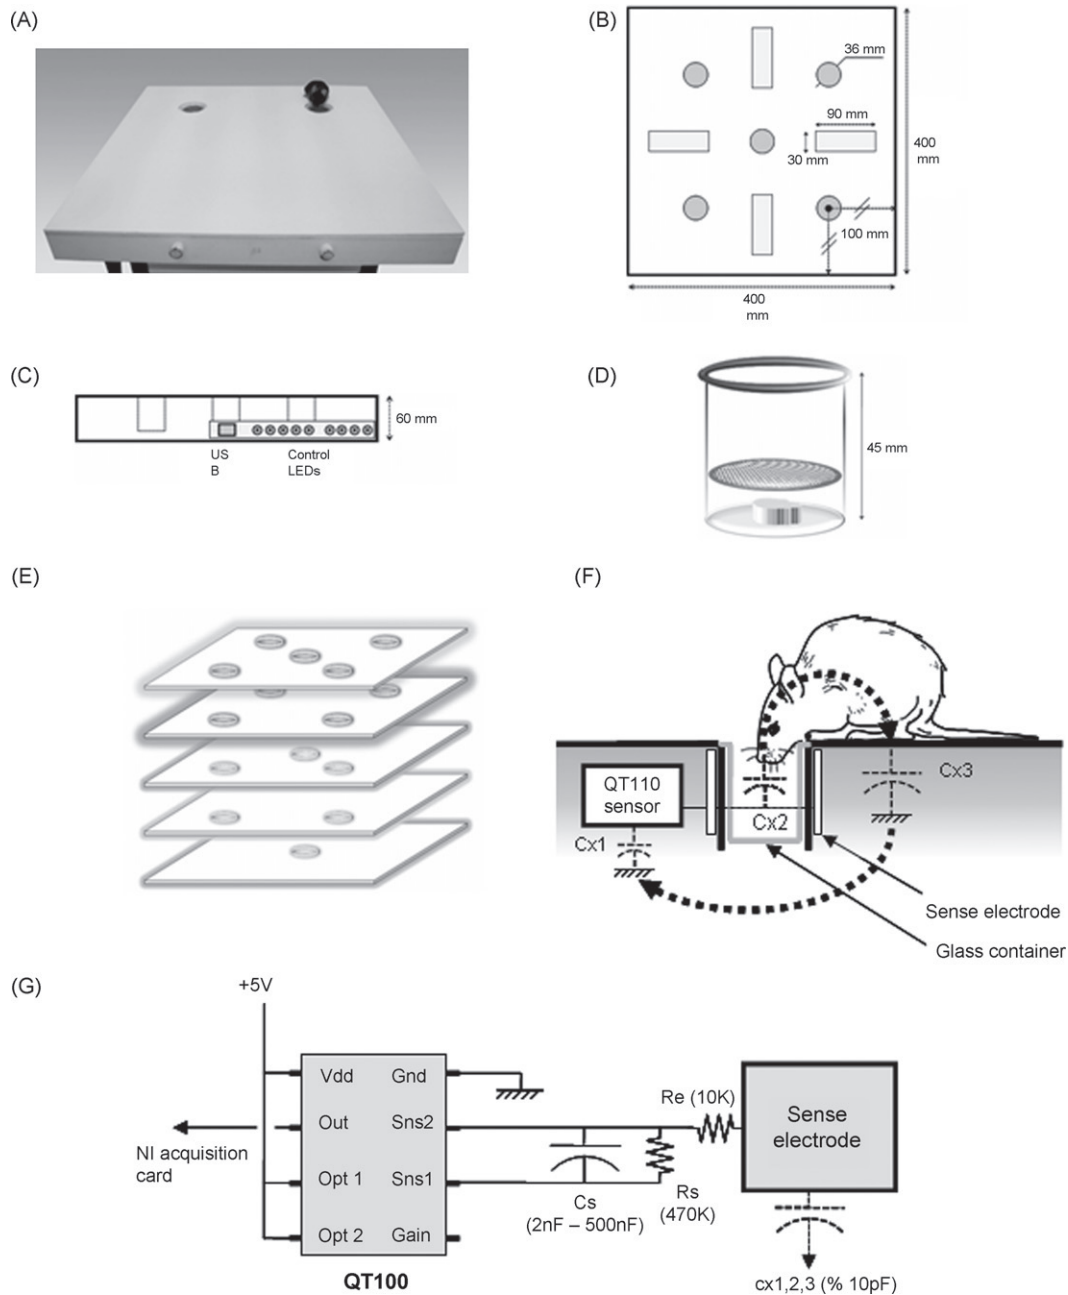 (A)
(B)
36 mm
90 mm
30 mm
400
mm
100 mm
400
mm
(C)
60 mm
US
B
Control
LEDs
(D)
45 mm
(E)
(F)
QT110
sensor
Cx1
Cx2
Cx3
Sense electrode
Glass container
(G)
+5V
Vdd
Gnd
Out
Sns2
Opt 1
Sns1
Opt 2
Gain
NI acquisition
card
QT100
Cs
(2nF – 500nF)
Rs
(470K)
Re (10K)
Sense
electrode
cx1,2,3 (% 10pF)